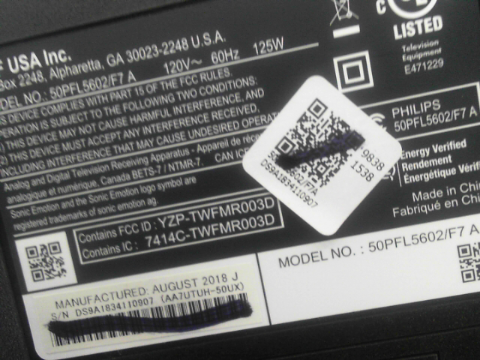 USA Inc.
Box 2248, Alpharetta, GA 30023-2248 U.S.A.
MODEL NO.: 50PFL5602/F7 A 120V~ 60Hz 125W
THIS DEVICE COMPLIES WITH PART 15 OF THE FCC RULES.
OPERATION IS SUBJECT TO THE FOLLOWING TWO CONDITIONS:
(1) THIS DEVICE MAY NOT CAUSE HARMFUL INTERFERENCE, AND
(2) THIS DEVICE MUST ACCEPT ANY INTERFERENCE RECEIVED,
INCLUDING INTERFERENCE THAT MAY CAUSE UNDESIRED
Analog and Digital Television Receiving Apparatus - Appareil de
analogique et numérique, Canada BETS-7 / NTMR-7. CAN
Sonic Emotion and the Sonic Emotion logo symbol are
registered trademarks of sonic emotion ag.
Contains FCC ID : YZP-TWFMR003D
Contains IC : 7414C-TWFMR003D
MANUFACTURED: AUGUST 2018 J
S/N DS9A1834110907 (AA7UTUH-50UX)
C UL
LISTED
Television
Equipment
E471229
PHILIPS
50PFL5602/F7 A
9838
1538
DS9A1834110907
Energy Verified
Rendement
Énergétique Vérifié
Made in
Fabriqué en
MODEL NO. : 50PFL5602/F7 A